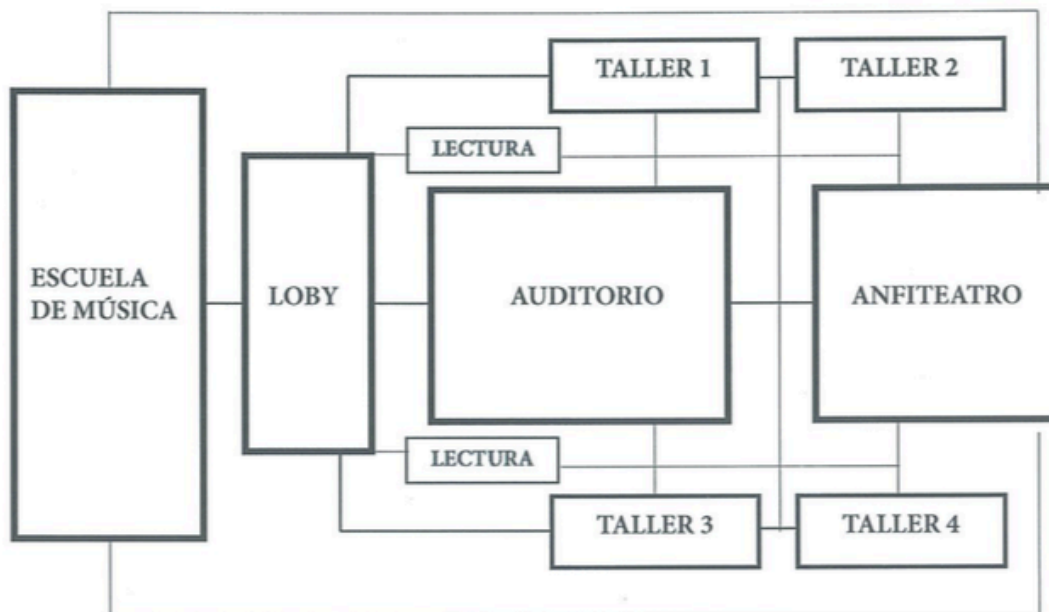 TALLER 1
TALLER 2
LECTURA
ESCUELA
DE MÚSICA
LOBY
AUDITORIO
ANFITEATRO
LECTURA
TALLER 3
TALLER 4